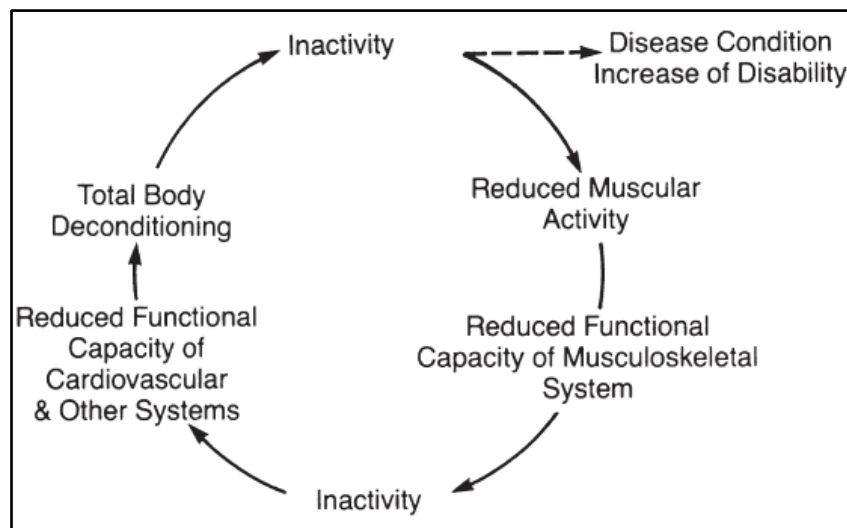 Inactivity
Disease Condition
Increase of Disability
Reduced Muscular
Activity
Reduced Functional
Capacity of Musculoskeletal
System
Inactivity
Reduced Functional
Capacity of
Cardiovascular
& Other Systems
Total Body
Deconditioning